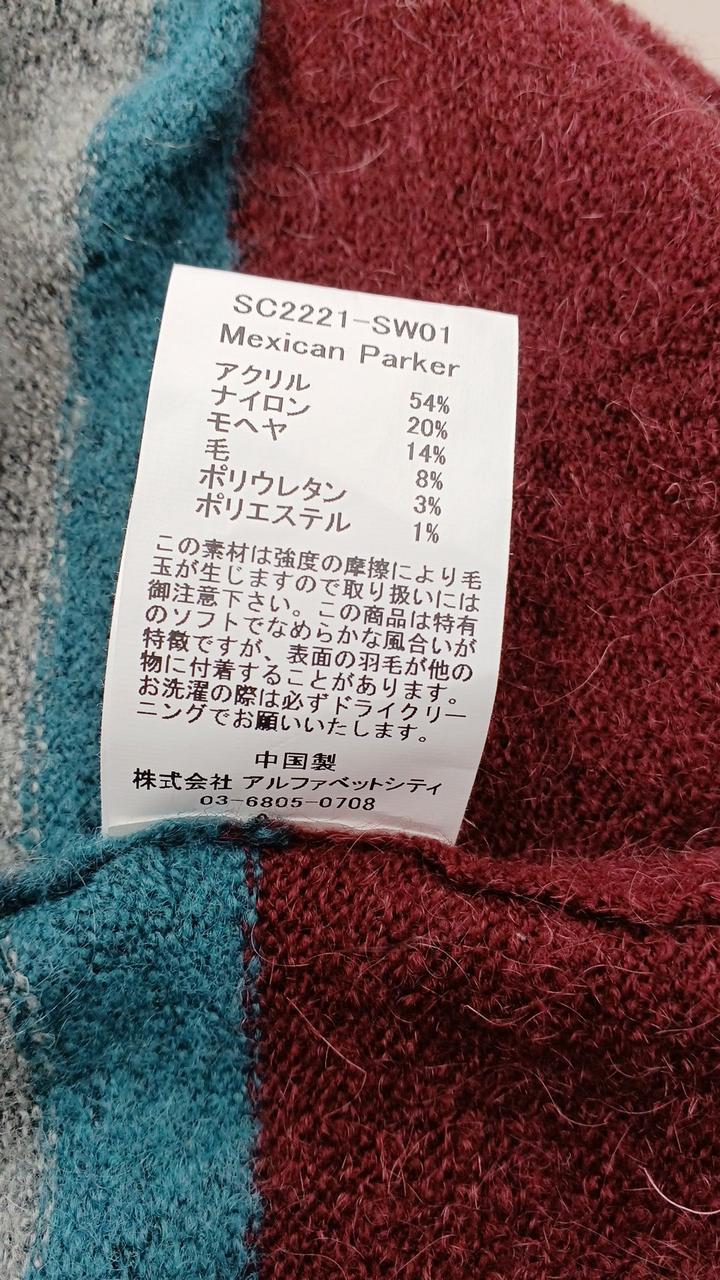 SC2221-SW01
Mexican Parker
アクリル 54%
ナイロン 20%
モヘヤ 14%
毛 8%
ポリウレタン 3%
ポリエステル 1%
この素材は強度の摩擦により毛
玉が生じますので取り扱いには
御注意下さい。この商品は特有
のソフトでなめらかな風合いが
特徴ですが、表面の羽毛が他の
物に付着することがあります。
お洗濯の際は必ずドライクリー
ニングでお願いいたします。
中国製
株式会社 アルファベットシティ
03-6805-0708